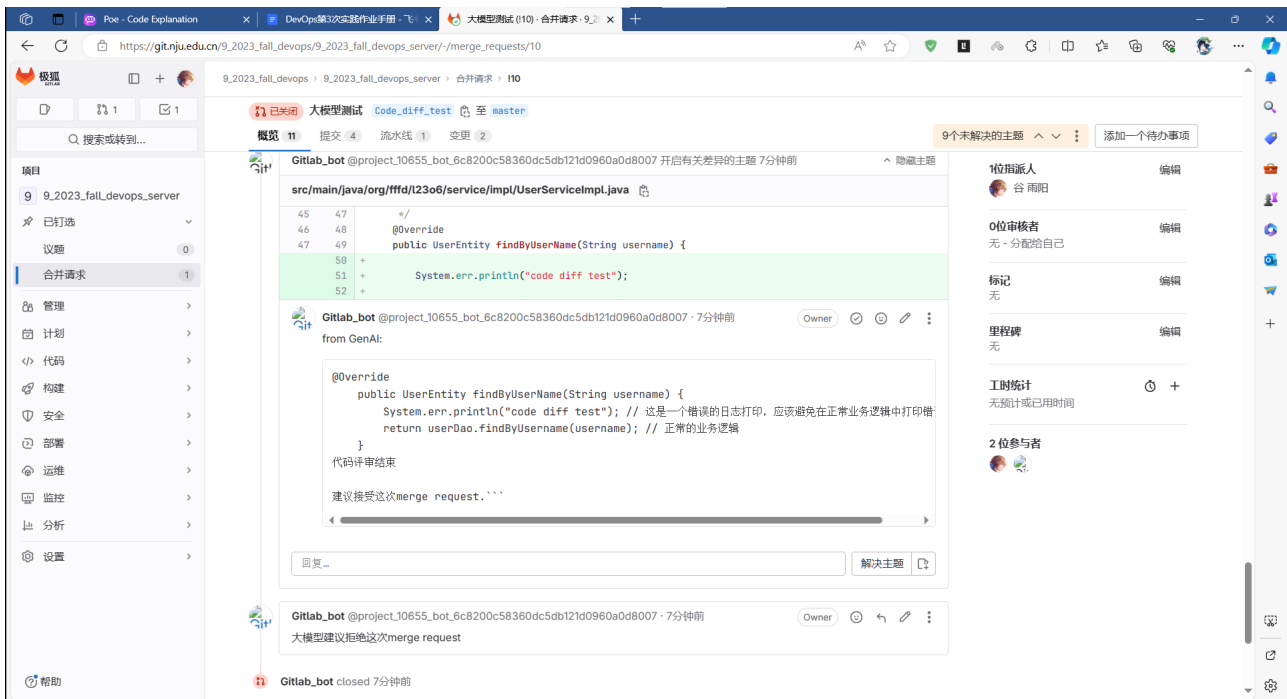 Poe - Code Explanation
DevOps第3次实践作业手册 - 飞
大模型测试 (!10) · 合并请求 · 9_2
https://git.nju.edu.cn/9_2023_fall_devops/9_2023_fall_devops_server/-/merge_requests/10
极狐
GITLAB
9_2023_fall_devops › 9_2023_fall_devops_server › 合并请求 › !10
1
1
搜索或转到...
已关闭 大模型测试 Code_diff_test 至 master
概览 11 提交 4 流水线 1 变更 2
9个未解决的主题
添加一个待办事项
项目
9 9_2023_fall_devops_server
已钉选
议题 0
合并请求 1
管理
计划
代码
构建
安全
部署
运维
监控
分析
设置
帮助
Gitlab_bot @project_10655_bot_6c8200c58360dc5db121d0960a0d8007 开启有关差异的主题 7分钟前
隐藏主题
src/main/java/org/fffd/l23o6/service/impl/UserServiceImpl.java
45 47 */
46 48 @Override
47 49 public UserEntity findByUserName(String username) {
50 +
51 + System.err.println("code diff test");
52 +
Gitlab_bot @project_10655_bot_6c8200c58360dc5db121d0960a0d8007 · 7分钟前
Owner
from GenAI:
@Override
public UserEntity findByUserName(String username) {
System.err.println("code diff test"); // 这是一个错误的日志打印，应该避免在正常业务逻辑中打印错
return userDao.findByUsername(username); // 正常的业务逻辑
}
代码评审结束
建议接受这次merge request.```
回复…
解决主题
Gitlab_bot @project_10655_bot_6c8200c58360dc5db121d0960a0d8007 · 7分钟前
Owner
大模型建议拒绝这次merge request
Gitlab_bot closed 7分钟前
1位指派人 编辑
谷 雨阳
0位审核者 编辑
无 - 分配给自己
标记 编辑
无
里程碑 编辑
无
工时统计
无预计或已用时间
2 位参与者